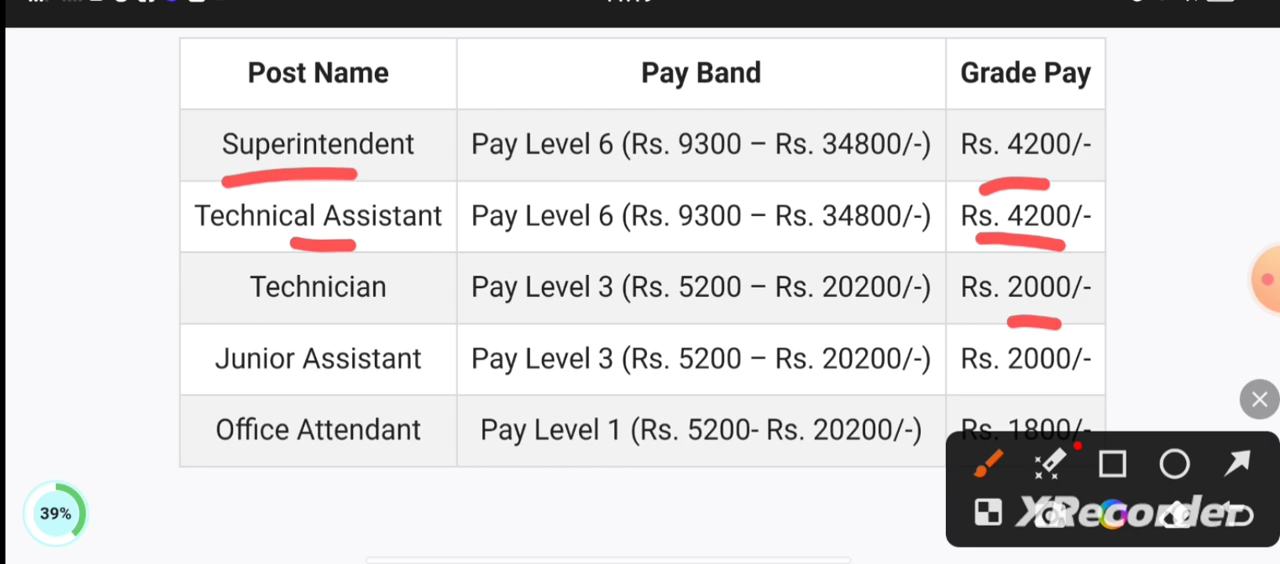 Post Name Pay Band Grade Pay
Superintendent Pay Level 6 (Rs. 9300 – Rs. 34800/-) Rs. 4200/-
Technical Assistant Pay Level 6 (Rs. 9300 – Rs. 34800/-) Rs. 4200/-
Technician Pay Level 3 (Rs. 5200 – Rs. 20200/-) Rs. 2000/-
Junior Assistant Pay Level 3 (Rs. 5200 – Rs. 20200/-) Rs. 2000/-
Office Attendant Pay Level 1 (Rs. 5200- Rs. 20200/-) Rs. 1800/-
39%
XRecorder